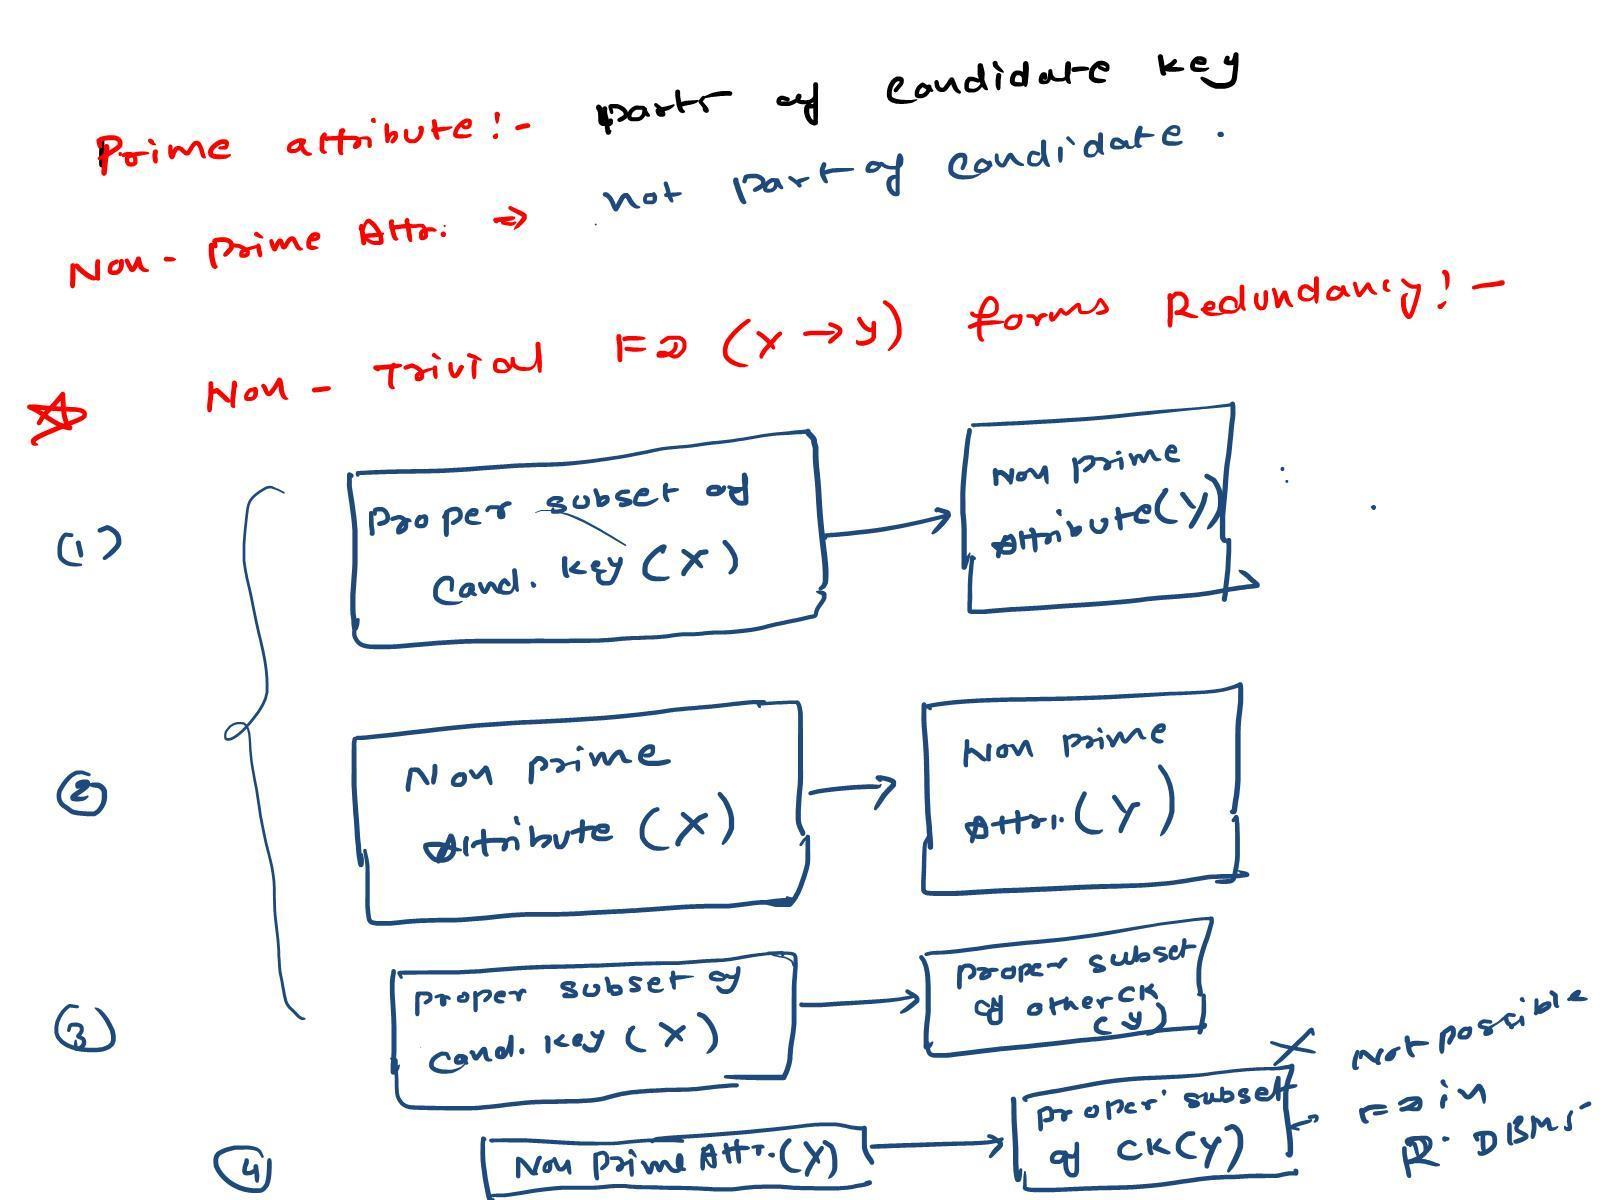 Prime attribute:- parts of candidate key
Non-Prime Attr. → not part of candidate.
Non-Trivial FD (X→Y) forms Redundancy:-
(1)
Proper subset of
Cand. key (X)
Non prime
Attribute (Y)
2
Non prime
Attribute (X)
Non prime
Attri. (Y)
3
Proper subset of
Cand. key (X)
Proper subset
of other CK
(Y)
4
Non Prime Attr. (X)
Proper subset
of CK (Y)
Not possible
FD in
R DBMS